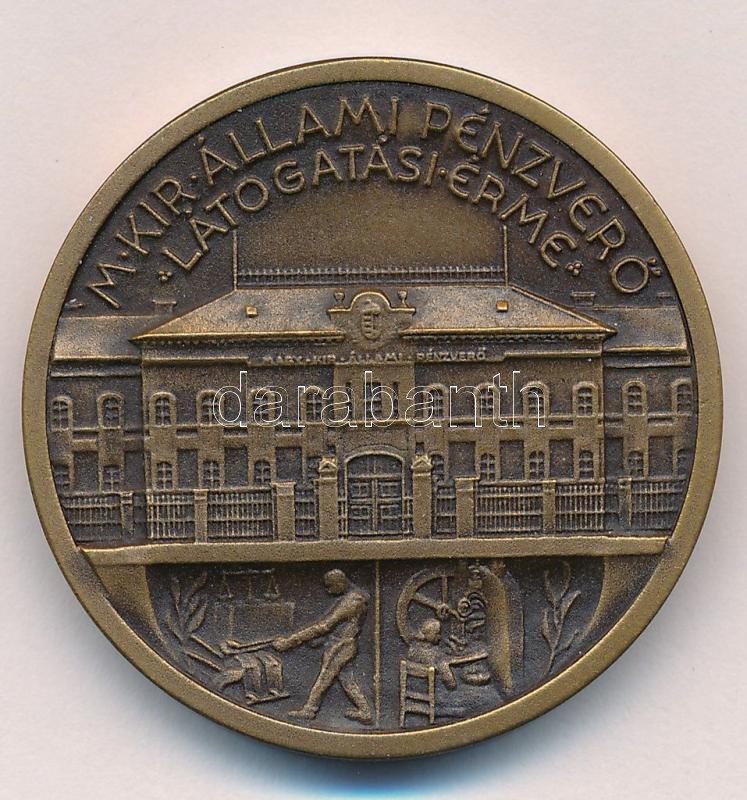 M·KIR·ÁLLAMI PÉNZVERŐ
LÁTOGATÁSI·ÉRME
MAGY·KIR·ÁLLAMI·PÉNZVERŐ
darabanth